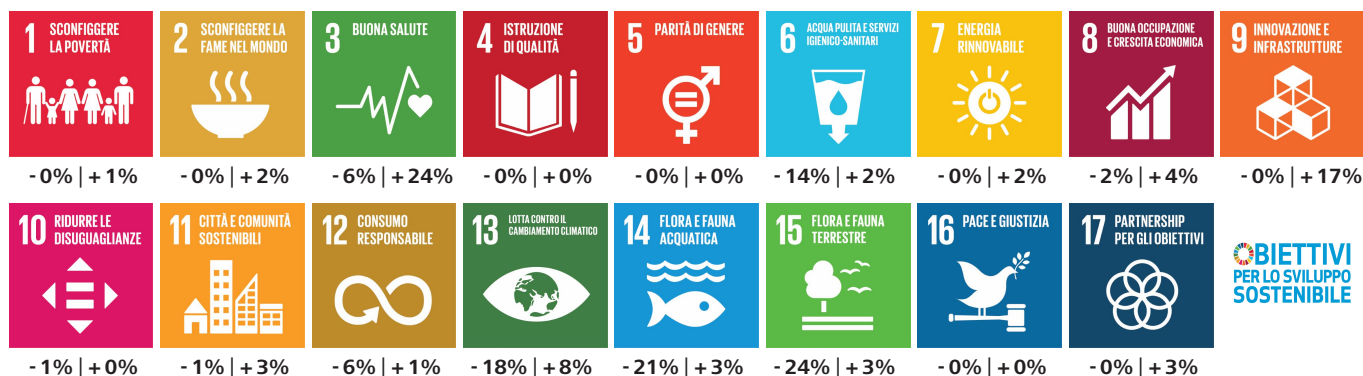 1 SCONFIGGERE
LA POVERTÀ
2 SCONFIGGERE LA
FAME NEL MONDO
3 BUONA SALUTE
4 ISTRUZIONE
DI QUALITÀ
5 PARITÀ DI GENERE
6 ACQUA PULITA E SERVIZI
IGIENICO-SANITARI
7 ENERGIA
RINNOVABILE
8 BUONA OCCUPAZIONE
E CRESCITA ECONOMICA
9 INNOVAZIONE E
INFRASTRUTTURE
-0% | +1%
-0% | +2%
-6% | +24%
-0% | +0%
-0% | +0%
-14% | +2%
-0% | +2%
-2% | +4%
-0% | +17%
10 RIDURRE LE
DISUGUAGLIANZE
11 CITTÀ E COMUNITÀ
SOSTENIBILI
12 CONSUMO
RESPONSABILE
13 LOTTA CONTRO IL
CAMBIAMENTO CLIMATICO
14 FLORA E FAUNA
ACQUATICA
15 FLORA E FAUNA
TERRESTRE
16 PACE E GIUSTIZIA
17 PARTNERSHIP
PER GLI OBIETTIVI
OBIETTIVI
PER LO SVILUPPO
SOSTENIBILE
-1% | +0%
-1% | +3%
-6% | +1%
-18% | +8%
-21% | +3%
-24% | +3%
-0% | +0%
-0% | +3%